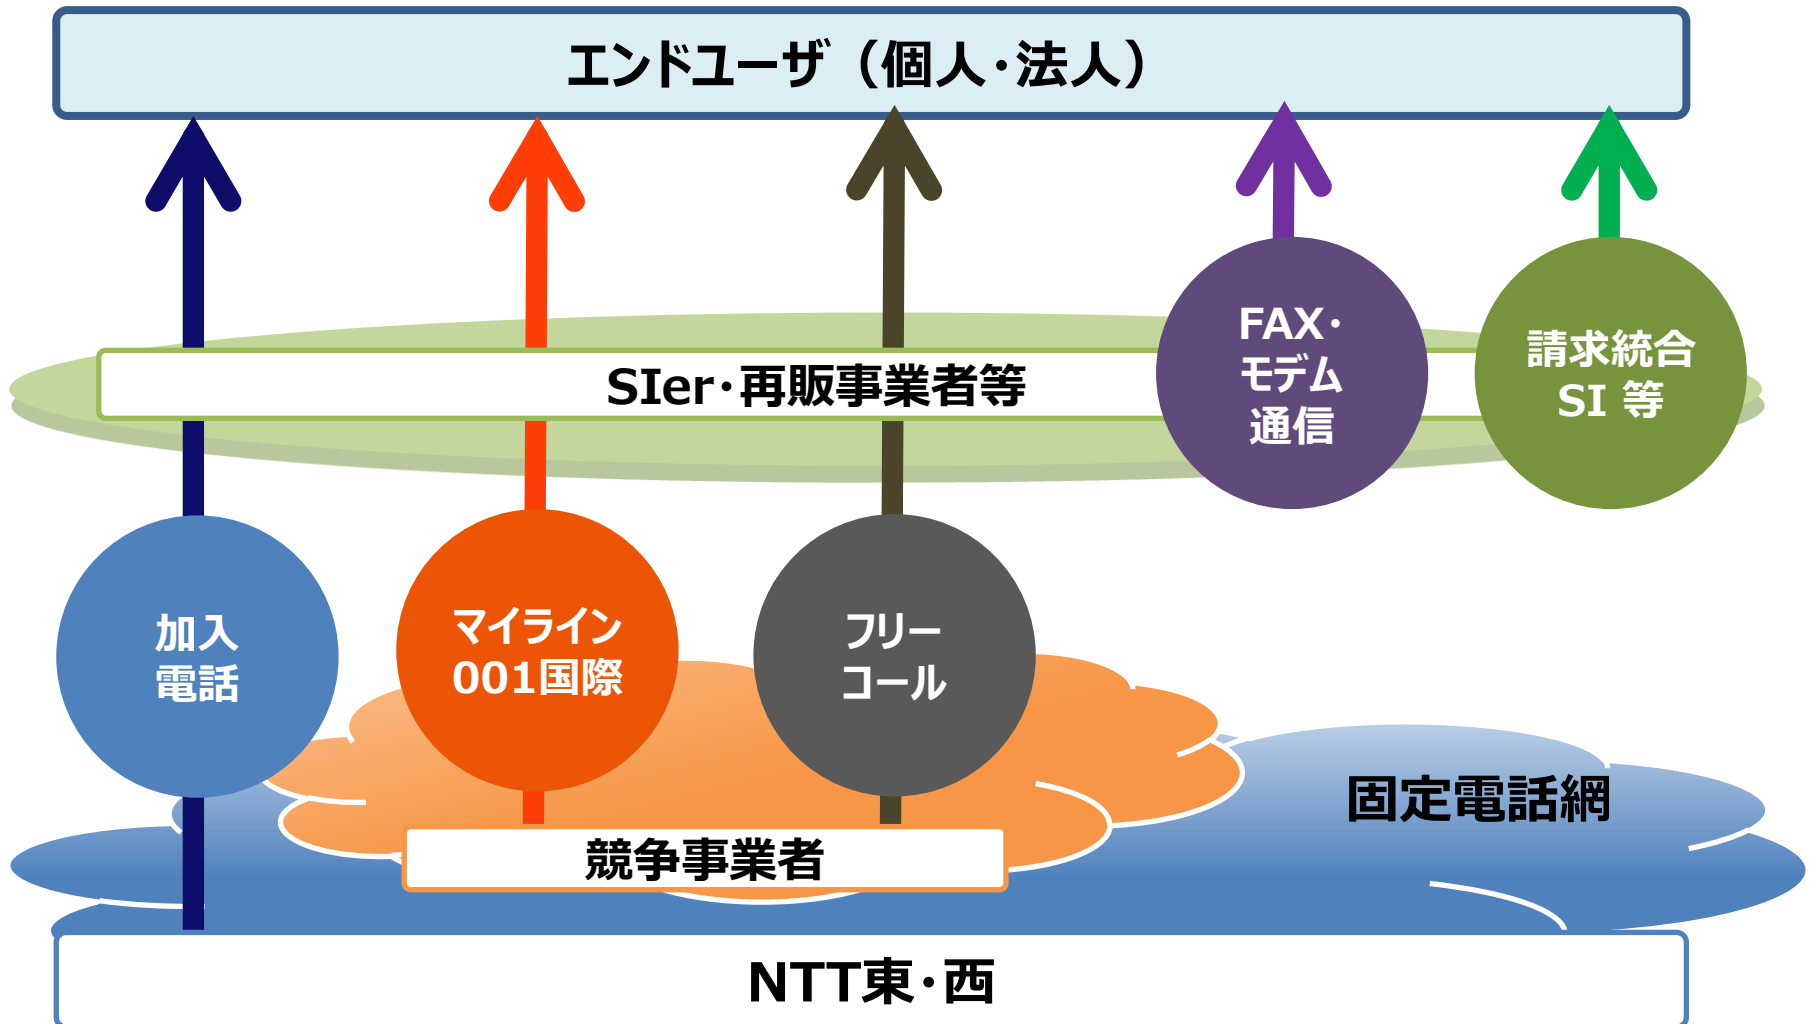 エンドユーザ（個人・法人）
FAX・
モデム
通信
請求統合
SI 等
SIer・再販事業者等
加入
電話
マイライン
001国際
フリー
コール
固定電話網
競争事業者
NTT東・西